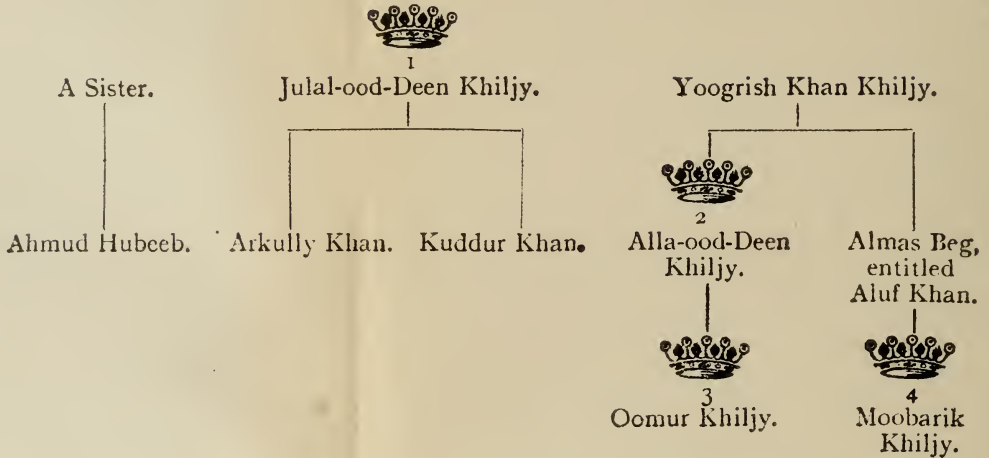 1
A Sister.
Julal-ood-Deen Khiljy.
Yoogrish Khan Khiljy.
2
Ahmud Hubeeb.
Arkully Khan.
Kuddur Khan.
Alla-ood-Deen
Khiljy.
Almas Beg,
entitled
Aluf Khan.
3
Oomur Khiljy.
4
Moobarik
Khiljy.